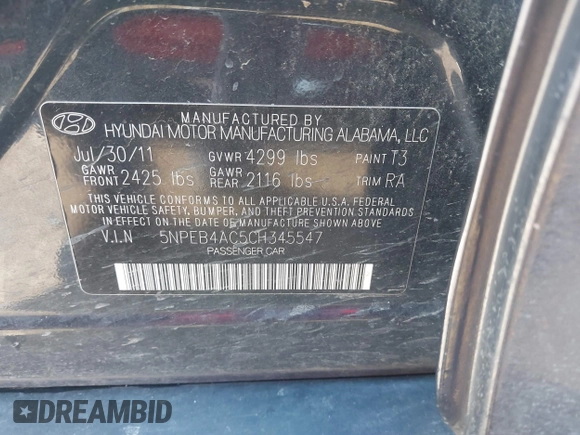 MANUFACTURED BY
HYUNDAI MOTOR MANUFACTURING ALABAMA, LLC
Jul/30/11 GVWR 4299 lbs PAINT T3
GAWR FRONT 2425 lbs GAWR REAR 2116 lbs TRIM RA
THIS VEHICLE CONFORMS TO ALL APPLICABLE U.S.A. FEDERAL
MOTOR VEHICLE SAFETY, BUMPER, AND THEFT PREVENTION STANDARDS
IN EFFECT ON THE DATE OF MANUFACTURE SHOWN ABOVE.
V.I.N 5NPEB4AC5CH345547
PASSENGER CAR
DREAMBID